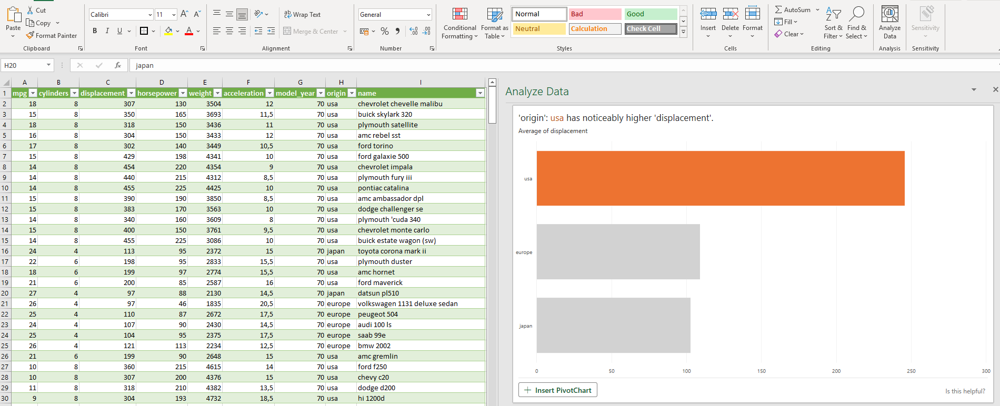 Paste
Cut
Copy
Format Painter
Clipboard
Calibri 11
B I U
Font
Wrap Text
Merge & Center
Alignment
General
Number
Conditional Formatting
Format as Table
Normal Bad Good
Neutral Calculation Check Cell
Styles
Insert Delete Format
Cells
AutoSum
Fill
Clear
Sort & Filter
Find & Select
Editing
Analyze Data
Analysis
Sensitivity
Sensitivity
H20 fx japan
A B C D E F G H I
1 mpg cylinders displacement horsepower weight acceleration model_year origin name
2 18 8 307 130 3504 12 70 usa chevrolet chevelle malibu
3 15 8 350 165 3693 11,5 70 usa buick skylark 320
4 18 8 318 150 3436 11 70 usa plymouth satellite
5 16 8 304 150 3433 12 70 usa amc rebel sst
6 17 8 302 140 3449 10,5 70 usa ford torino
7 15 8 429 198 4341 10 70 usa ford galaxie 500
8 14 8 454 220 4354 9 70 usa chevrolet impala
9 14 8 440 215 4312 8,5 70 usa plymouth fury iii
10 14 8 455 225 4425 10 70 usa pontiac catalina
11 15 8 390 190 3850 8,5 70 usa amc ambassador dpl
12 15 8 383 170 3563 10 70 usa dodge challenger se
13 14 8 340 160 3609 8 70 usa plymouth 'cuda 340
14 15 8 400 150 3761 9,5 70 usa chevrolet monte carlo
15 14 8 455 225 3086 10 70 usa buick estate wagon (sw)
16 24 4 113 95 2372 15 70 japan toyota corona mark ii
17 22 6 198 95 2833 15,5 70 usa plymouth duster
18 18 6 199 97 2774 15,5 70 usa amc hornet
19 21 6 200 85 2587 16 70 usa ford maverick
20 27 4 97 88 2130 14,5 70 japan datsun pl510
21 26 4 97 46 1835 20,5 70 europe volkswagen 1131 deluxe sedan
22 25 4 110 87 2672 17,5 70 europe peugeot 504
23 24 4 107 90 2430 14,5 70 europe audi 100 ls
24 25 4 104 95 2375 17,5 70 europe saab 99e
25 26 4 121 113 2234 12,5 70 europe bmw 2002
26 21 6 199 90 2648 15 70 usa amc gremlin
27 10 8 360 215 4615 14 70 usa ford f250
28 10 8 307 200 4376 15 70 usa chevy c20
29 11 8 318 210 4382 13,5 70 usa dodge d200
30 9 8 304 193 4732 18,5 70 usa hi 1200d
Analyze Data
'origin': usa has noticeably higher 'displacement'.
Average of displacement
usa
europe
japan
0 50 100 150 200 250 300
Insert PivotChart
Is this helpful?